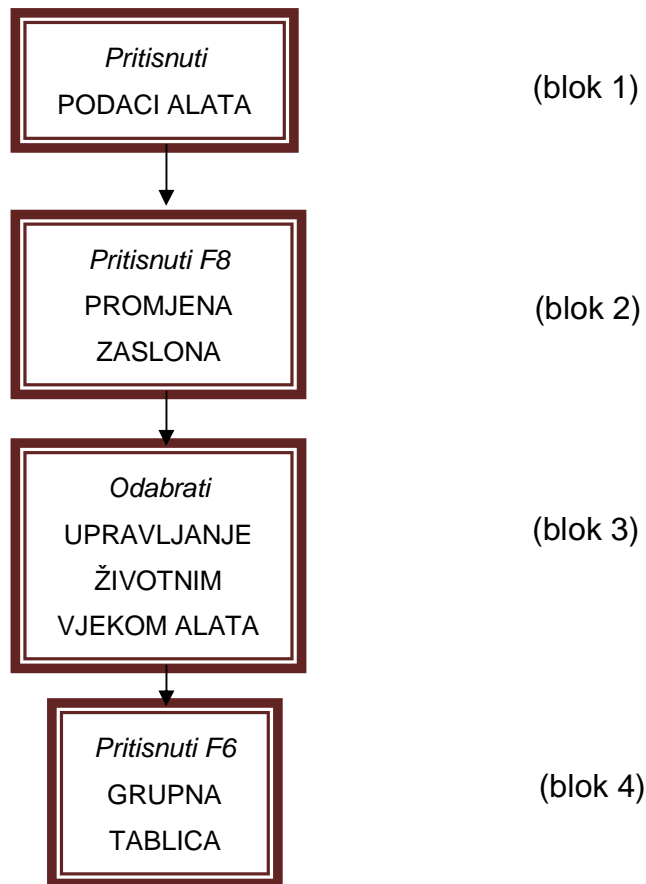 Pritisnuti
PODACI ALATA
(blok 1)
Pritisnuti F8
PROMJENA
ZASLONA
(blok 2)
Odabrati
UPRAVLJANJE
ŽIVOTNIM
VJEKOM ALATA
(blok 3)
Pritisnuti F6
GRUPNA
TABLICA
(blok 4)